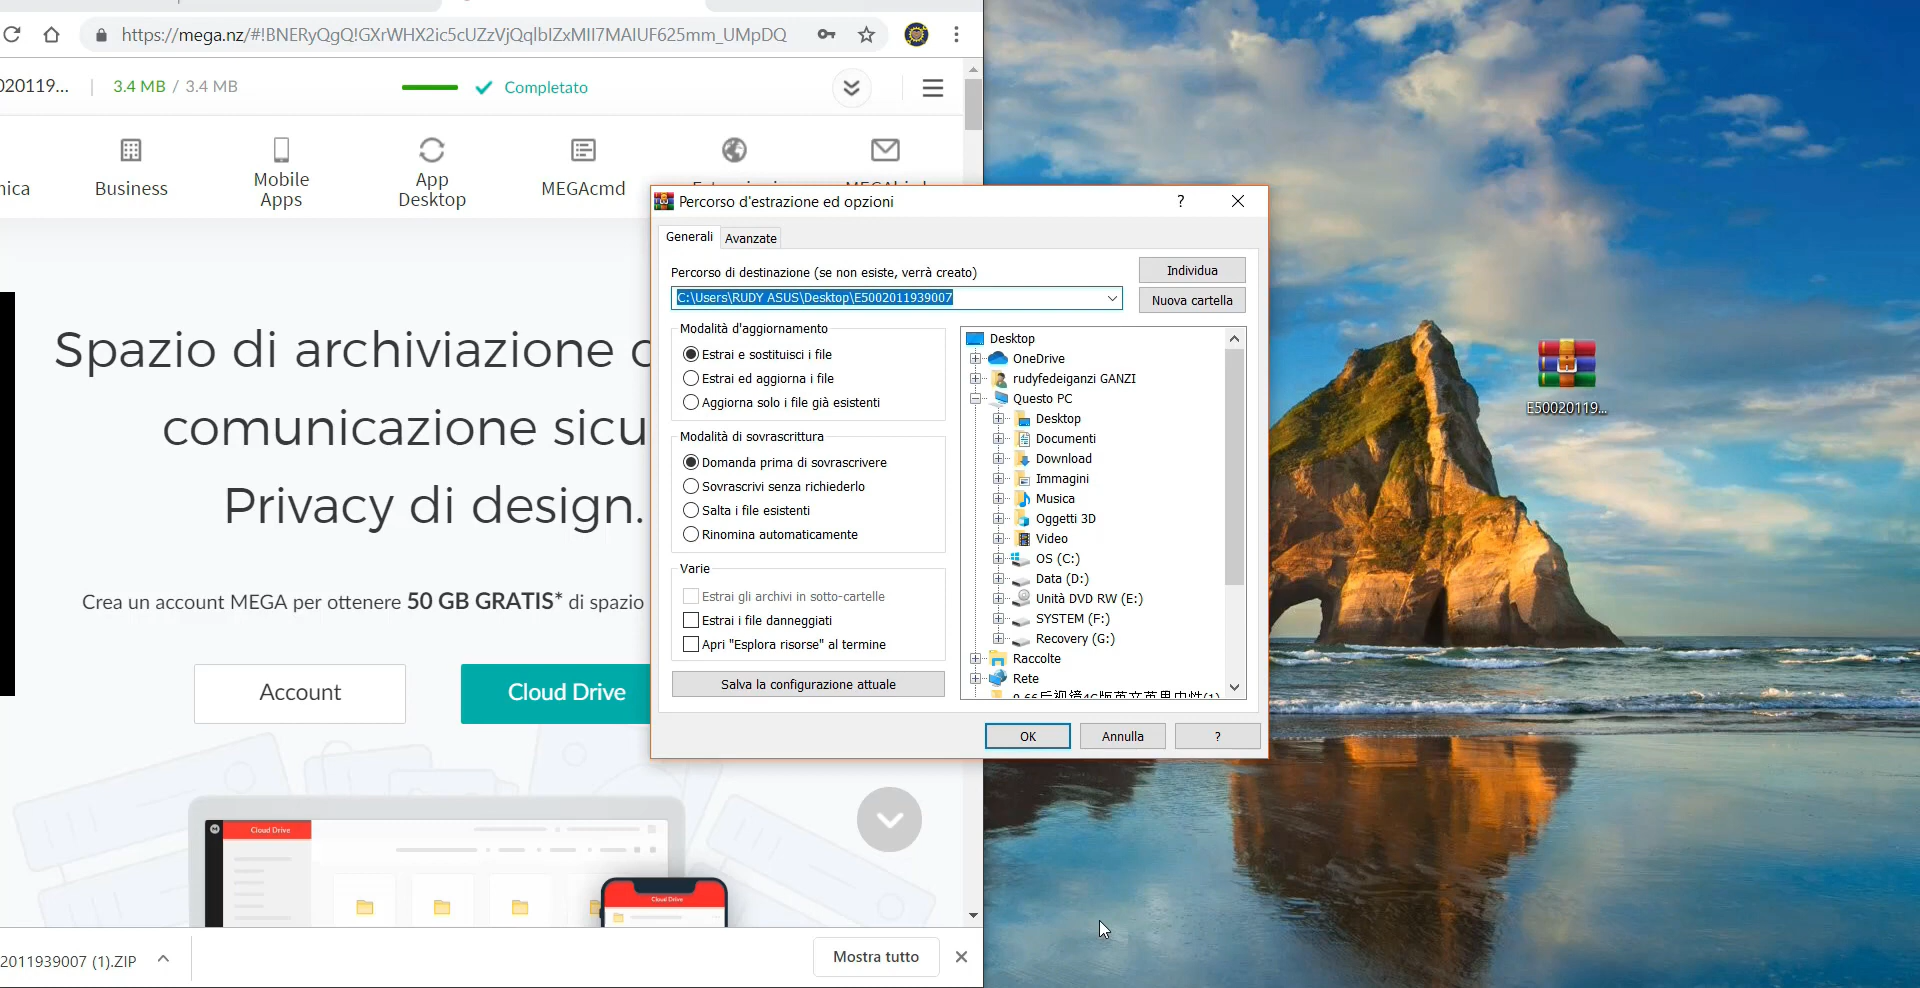 https://mega.nz/#!BNERyQgQ!GXrWHX2ic5cUZzVjQqlbIZxMII7MAIUF625mm_UMpDQ
020119...
3.4 MB / 3.4 MB
Completato
nica
Business
Mobile
Apps
App
Desktop
MEGAcmd
Spazio di archiviazione
comunicazione sicu
Privacy di design.
Crea un account MEGA per ottenere 50 GB GRATIS* di spazio
Account
Cloud Drive
Cloud Drive
Cloud Drive
2011939007 (1).ZIP
Mostra tutto
Percorso d'estrazione ed opzioni
?
Generali
Avanzate
Percorso di destinazione (se non esiste, verrà creato)
C:\Users\RUDY ASUS\Desktop\E5002011939007
Individua
Nuova cartella
Modalità d'aggiornamento
Estrai e sostituisci i file
Estrai ed aggiorna i file
Aggiorna solo i file già esistenti
Modalità di sovrascrittura
Domanda prima di sovrascrivere
Sovrascrivi senza richiederlo
Salta i file esistenti
Rinomina automaticamente
Varie
Estrai gli archivi in sotto-cartelle
Estrai i file danneggiati
Apri "Esplora risorse" al termine
Salva la configurazione attuale
Desktop
OneDrive
rudyfedeiganzi GANZI
Questo PC
Desktop
Documenti
Download
Immagini
Musica
Oggetti 3D
Video
OS (C:)
Data (D:)
Unità DVD RW (E:)
SYSTEM (F:)
Recovery (G:)
Raccolte
Rete
OK
Annulla
?
E50020119...